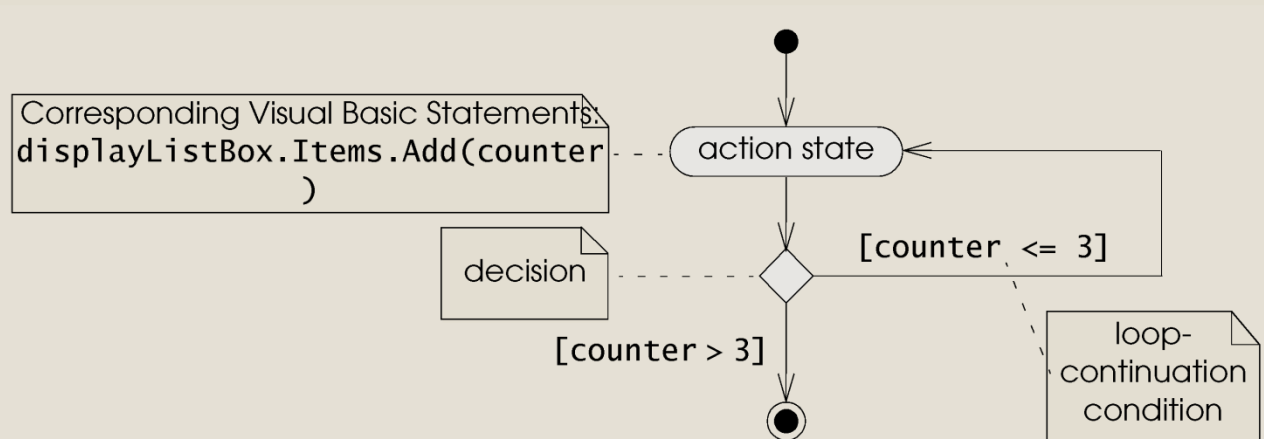 Corresponding Visual Basic Statements:
displayListBox.Items.Add(counter
)
action state
[counter <= 3]
decision
[counter > 3]
loop-
continuation
condition